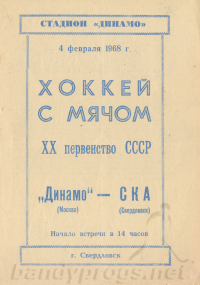 СТАДИОН «ДИНАМО»
4 февраля 1968 г.
ХОККЕЙ
С МЯЧОМ
XX первенство СССР
„Динамо“ — СКА
(Москва) (Свердловск)
Начало встречи в 14 часов
г. Свердловск
bandyprogs.net